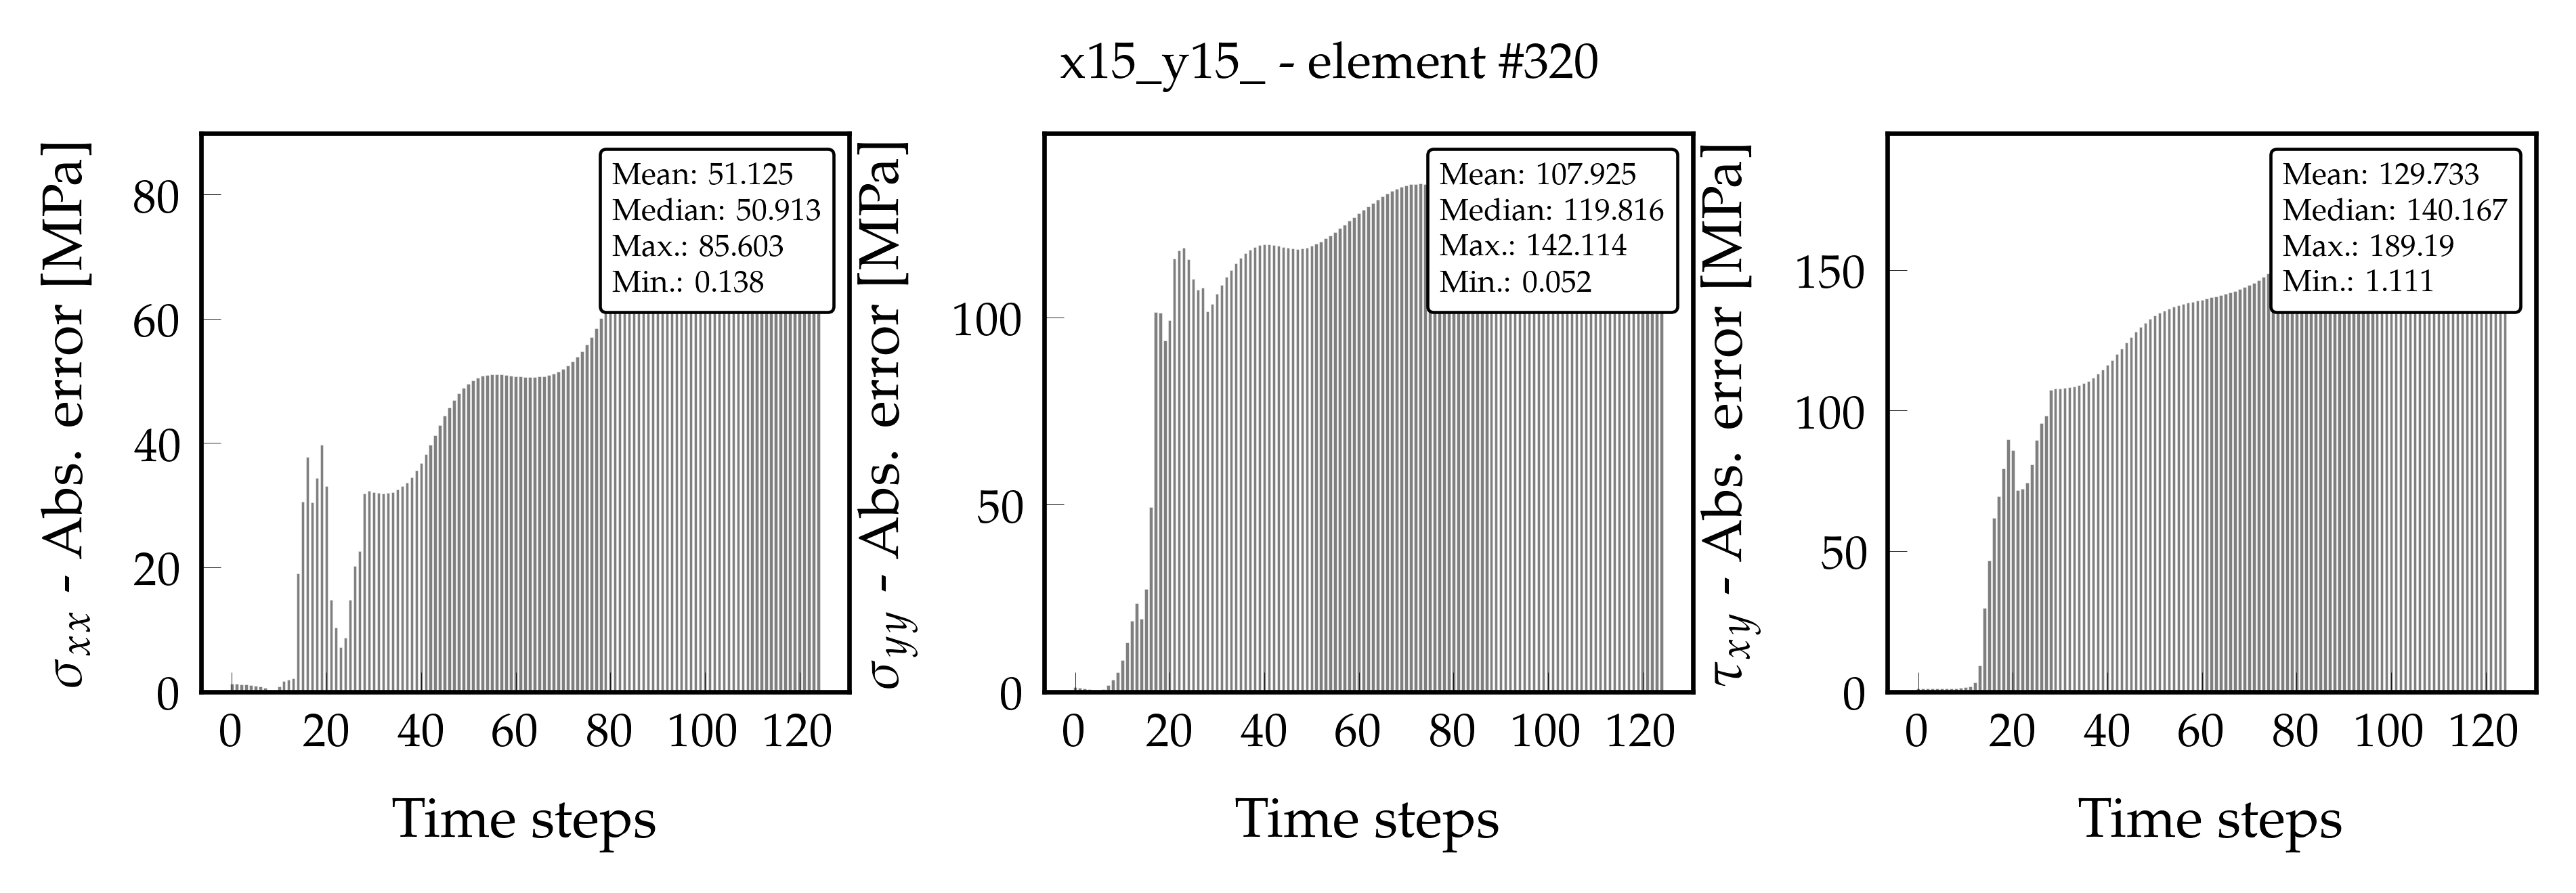 x15_y15_ - element #320
σxx - Abs. error [MPa]
80
60
40
20
0
0 20 40 60 80 100 120
Time steps
Mean: 51.125
Median: 50.913
Max.: 85.603
Min.: 0.138
σyy - Abs. error [MPa]
100
50
0
0 20 40 60 80 100 120
Time steps
Mean: 107.925
Median: 119.816
Max.: 142.114
Min.: 0.052
τxy - Abs. error [MPa]
150
100
50
0
0 20 40 60 80 100 120
Time steps
Mean: 129.733
Median: 140.167
Max.: 189.19
Min.: 1.111